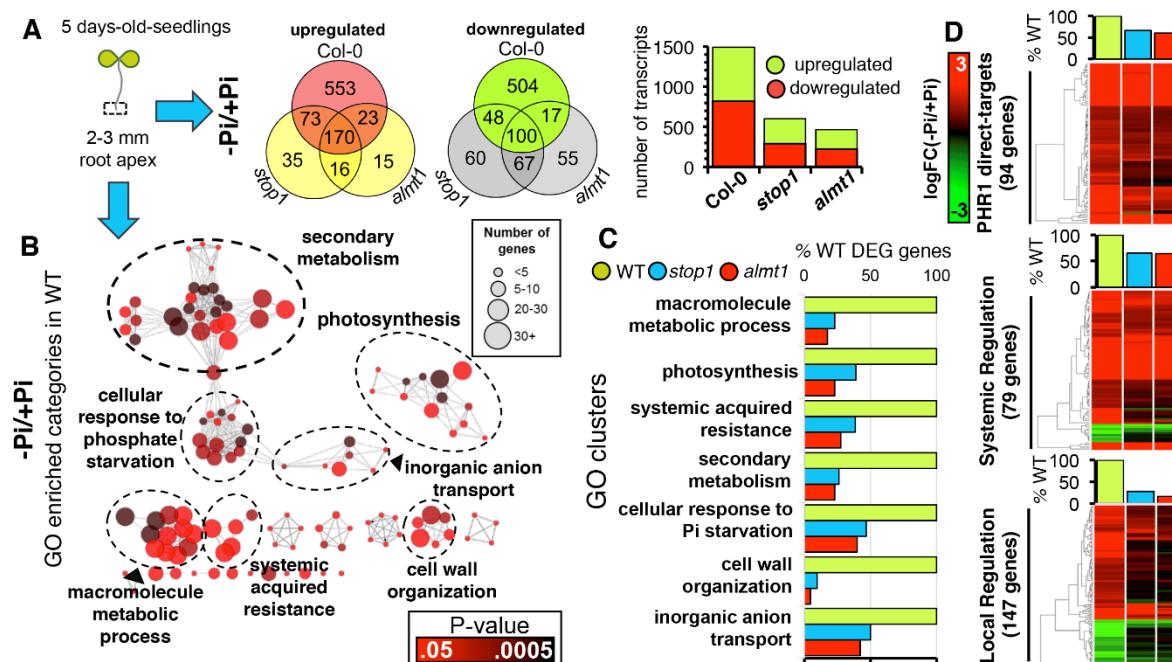 A
5 days-old-seedlings
2-3 mm
root apex
-Pi/+Pi
upregulated
Col-0
553
73
23
170
35
16
15
stop1
almt1
downregulated
Col-0
504
48
17
100
60
67
55
stop1
almt1
number of transcripts
1500
1000
500
0
upregulated
dowregulated
Col-0
stop1
almt1
B
GO enriched categories in WT
-Pi/+Pi
secondary
metabolism
Number of
genes
<5
5-10
20-30
30+
photosynthesis
cellular
response to
phosphate
starvation
inorganic anion
transport
macromolecule
metabolic
process
systemic
acquired
resistance
cell wall
organization
P-value
.05 .0005
C
% WT DEG genes
WT stop1 almt1
0 50 100
GO clusters
macromolecule
metabolic process
photosynthesis
systemic acquired
resistance
secondary
metabolism
cellular response to
Pi starvation
cell wall
organization
inorganic anion
transport
D
3
-3
logFC(-Pi/+Pi)
PHR1 direct-targets
(94 genes)
% WT
100
50
0
Systemic Regulation
(79 genes)
% WT
100
50
0
Local Regulation
(147 genes)
% WT
100
50
0